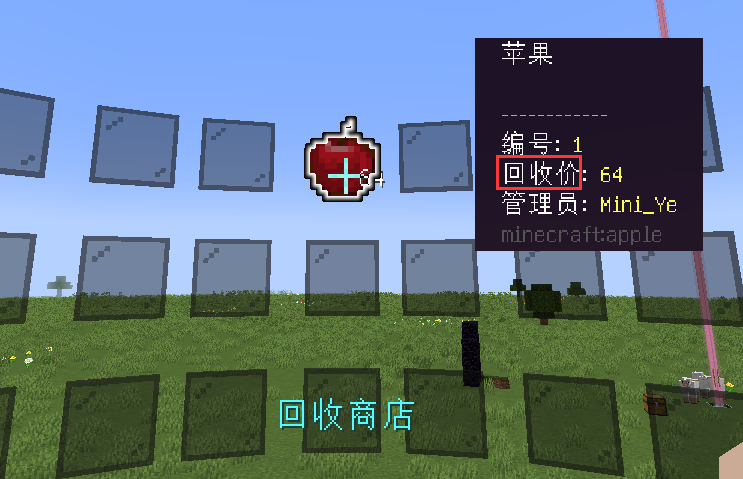 苹果
------------
编号: 1
回收价: 64
管理员: Mini_Ye
minecraft:apple
64
回收商店